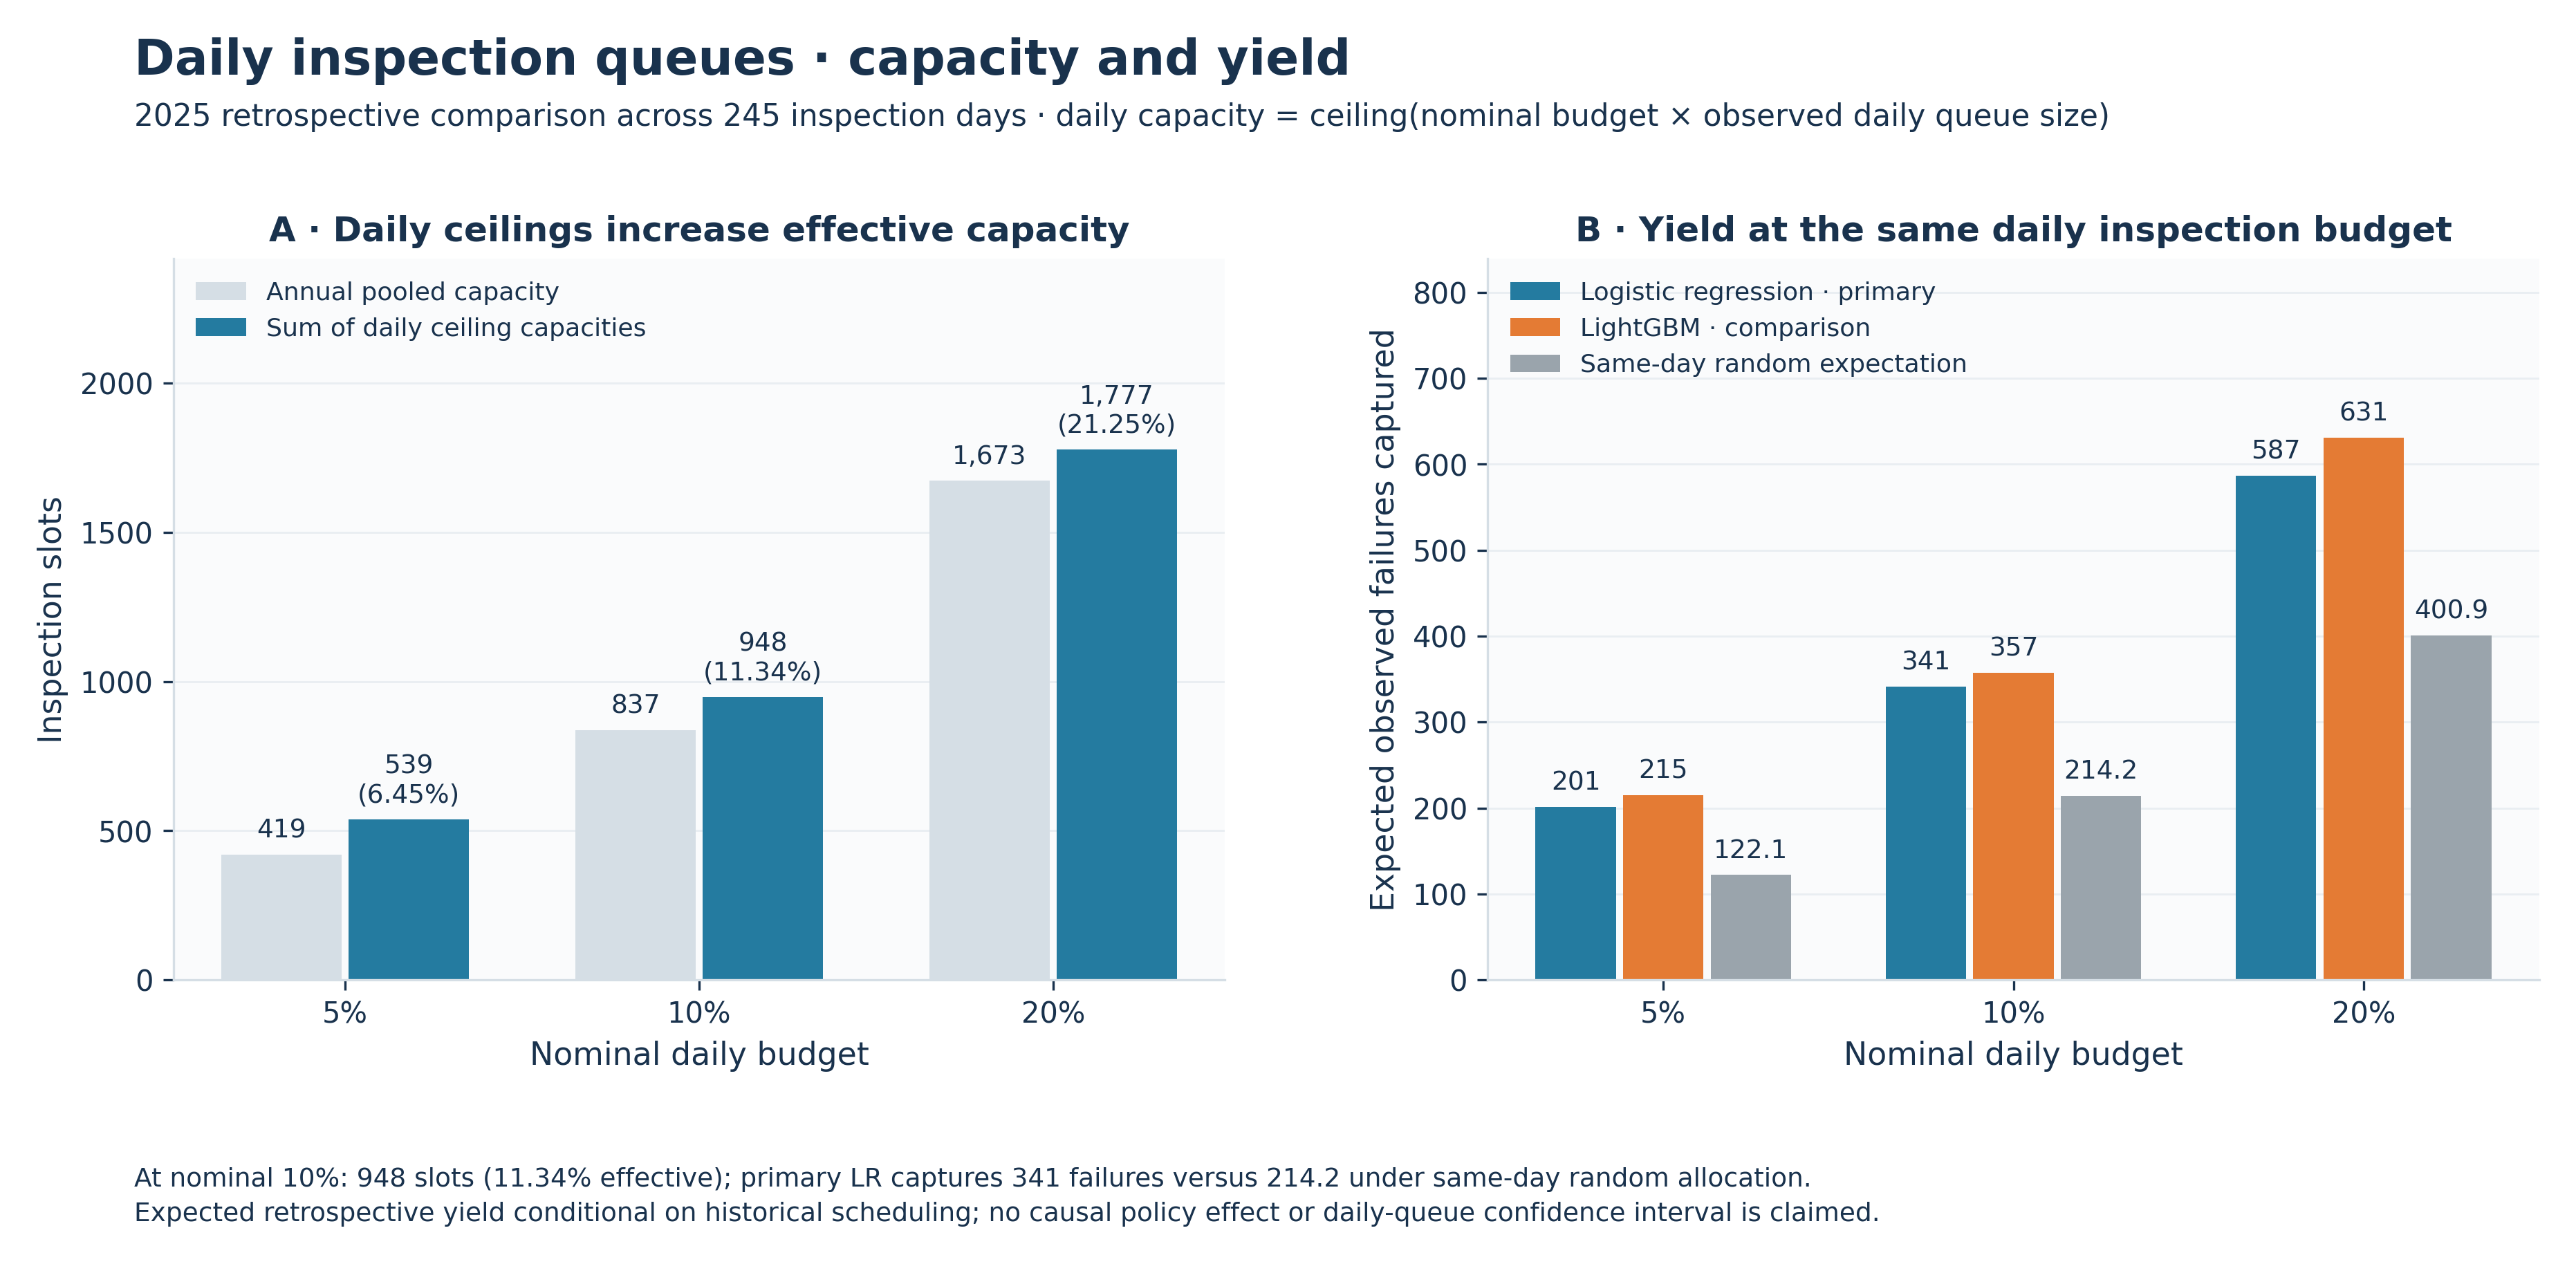 Daily inspection queues · capacity and yield
2025 retrospective comparison across 245 inspection days · daily capacity = ceiling(nominal budget × observed daily queue size)
A · Daily ceilings increase effective capacity
Annual pooled capacity
Sum of daily ceiling capacities
Inspection slots
2000
1500
1000
500
0
419
539
(6.45%)
837
948
(11.34%)
1,673
1,777
(21.25%)
5%
10%
20%
Nominal daily budget
B · Yield at the same daily inspection budget
Logistic regression · primary
LightGBM · comparison
Same-day random expectation
Expected observed failures captured
800
700
600
500
400
300
200
100
0
201
215
122.1
341
357
214.2
587
631
400.9
5%
10%
20%
Nominal daily budget
At nominal 10%: 948 slots (11.34% effective); primary LR captures 341 failures versus 214.2 under same-day random allocation.
Expected retrospective yield conditional on historical scheduling; no causal policy effect or daily-queue confidence interval is claimed.